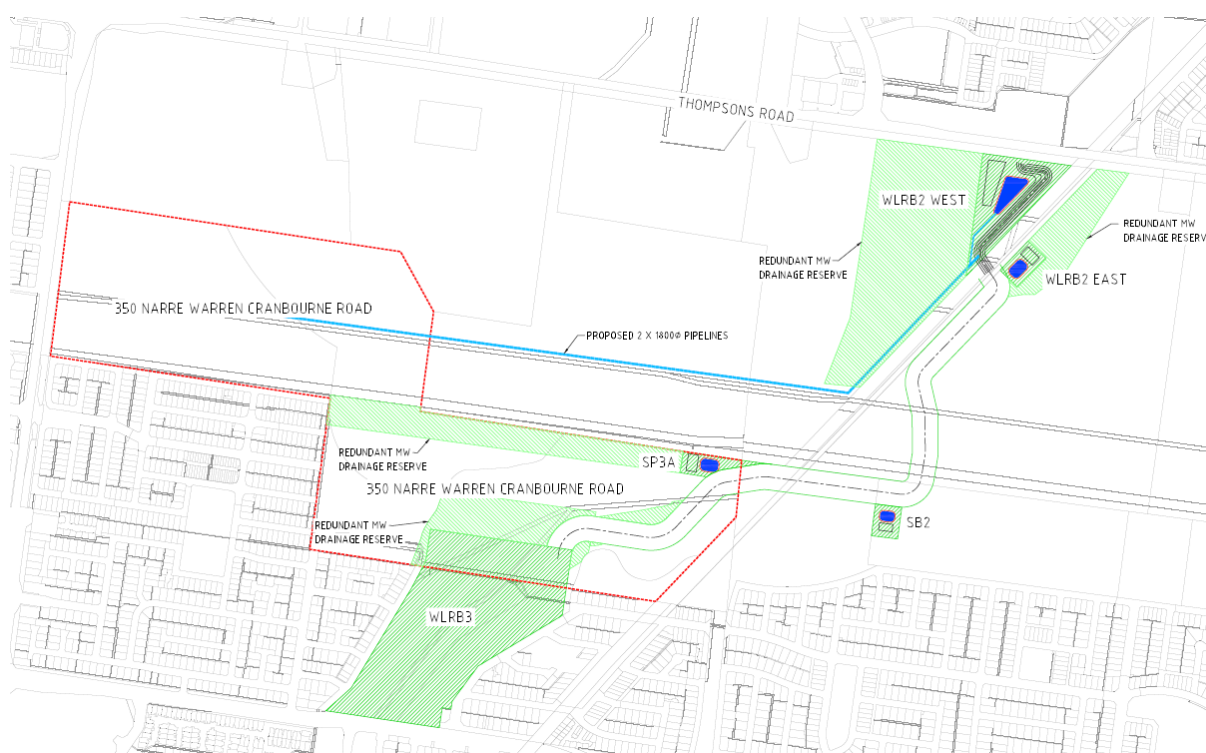 THOMPSONS ROAD
WLRB2 WEST
REDUNDANT MW
DRAINAGE RESERVE
REDUNDANT MW
DRAINAGE RESERV
WLRB2 EAST
350 NARRE WARREN CRANBOURNE ROAD
PROPOSED 2 X 1800Ø PIPELINES
REDUNDANT MW
DRAINAGE RESERVE
SP3A
350 NARRE WARREN CRANBOURNE ROAD
REDUNDANT MW
DRAINAGE RESERVE
SB2
WLRB3